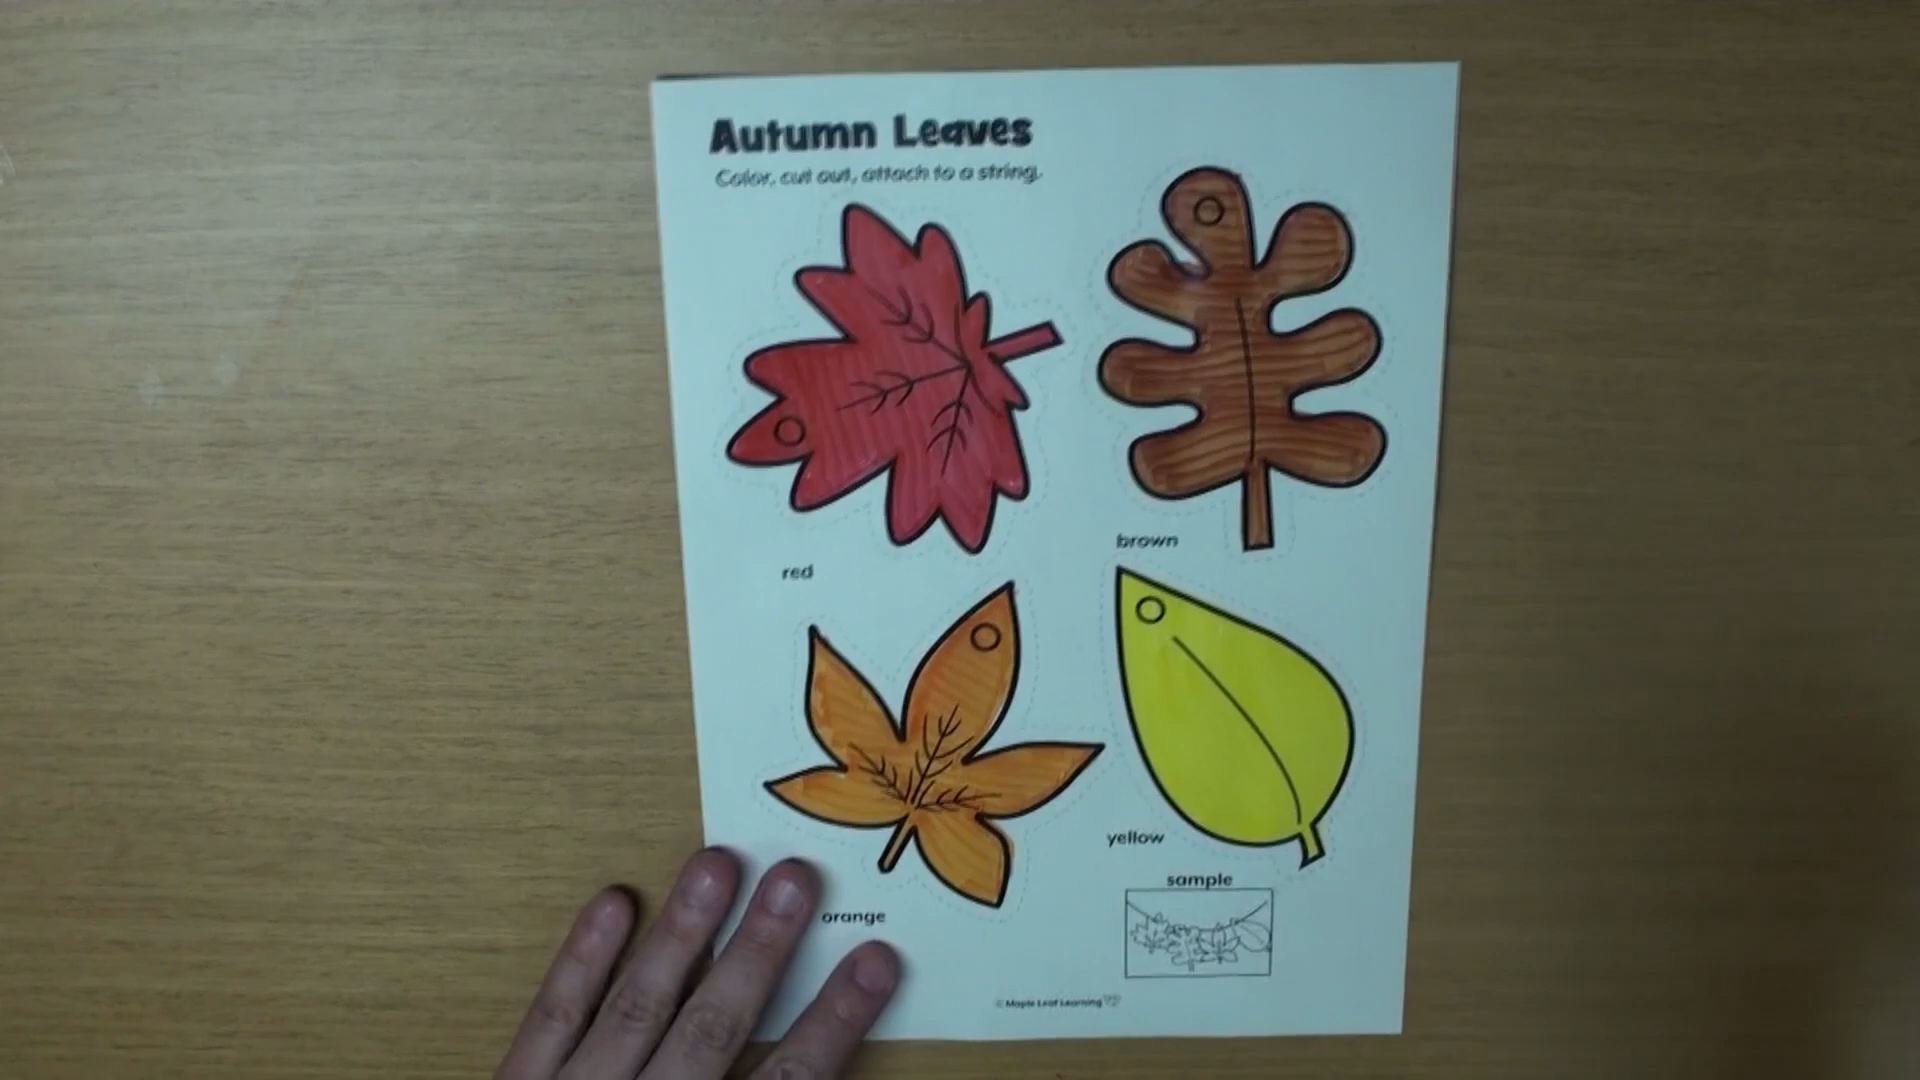 Autumn Leaves
Color, cut out, attach to a string.
red
brown
orange
yellow
sample
© Maple Leaf Learning